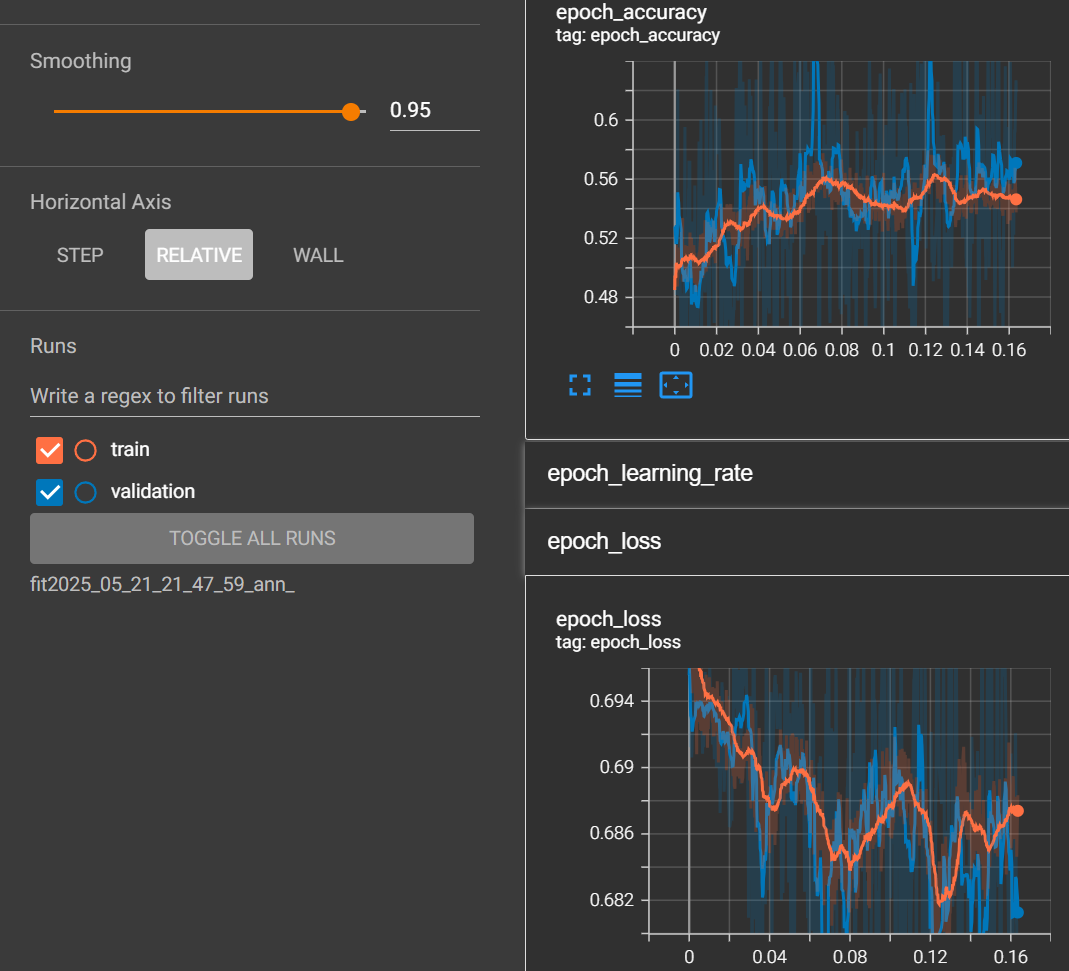 Smoothing
0.95
Horizontal Axis
STEP RELATIVE WALL
Runs
Write a regex to filter runs
train
validation
TOGGLE ALL RUNS
fit2025_05_21_21_47_59_ann_
epoch_accuracy
tag: epoch_accuracy
0.6
0.56
0.52
0.48
0 0.02 0.04 0.06 0.08 0.1 0.12 0.14 0.16
epoch_learning_rate
epoch_loss
epoch_loss
tag: epoch_loss
0.694
0.69
0.686
0.682
0 0.04 0.08 0.12 0.16